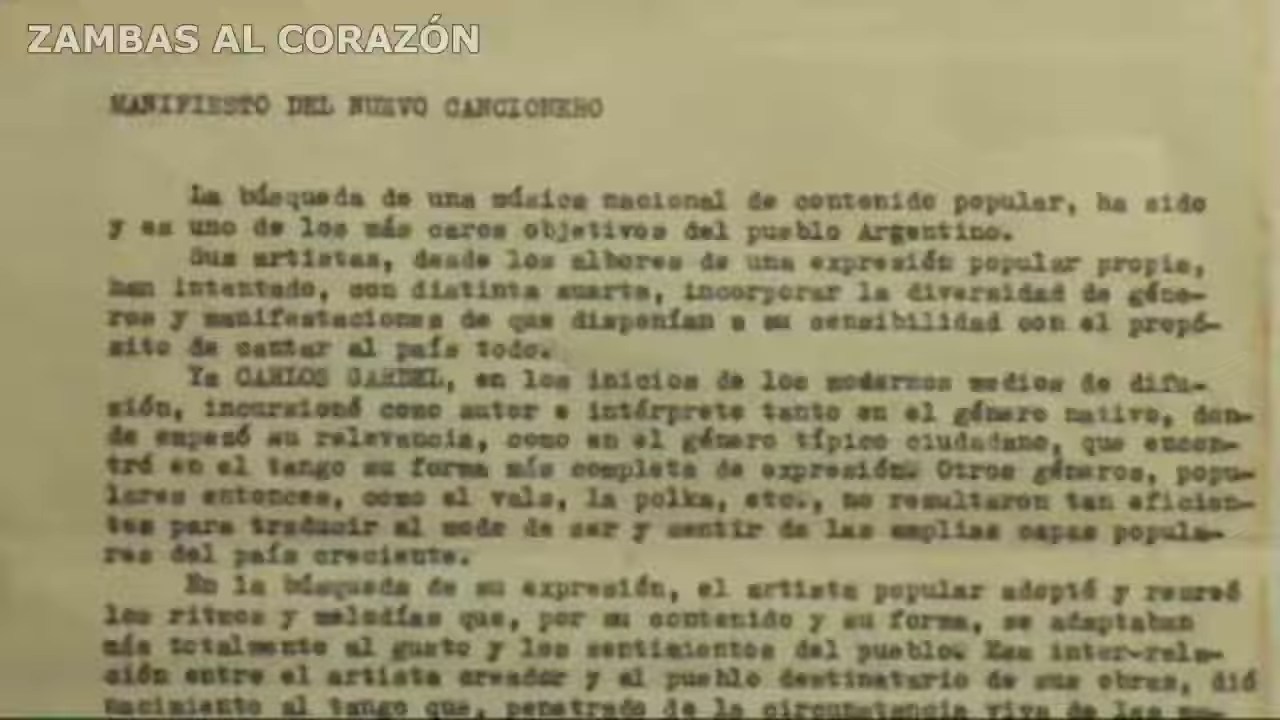 ZAMBAS AL CORAZÓN
MANIFIESTO DEL NUEVO CANCIONERO
La búsqueda de una música nacional de contenido popular, ha sido
y es uno de los más caros objetivos del pueblo Argentino.
Sus artistas, desde los albores de una expresión popular propia,
han intentado, con distinta suerte, incorporar la diversidad de géne-
ros y manifestaciones de que disponían a su sensibilidad con el propó-
sito de cantar al país todo.
Ya CARLOS GARDEL, en los inicios de los modernos medios de difu-
sión, incursionó como autor e intérprete tanto en el género nativo, don-
de empezó su relevancia, como en el género típico ciudadano, que encon-
tró en el tango su forma más completa de expresión. Otros géneros, popu-
lares entonces, como el vals, la polka, etc., no resultaron tan eficien-
tes para traducir el modo de ser y sentir de las amplias capas popula-
res del país creciente.
En la búsqueda de su expresión, el artista popular adoptó y recreó
los ritmos y melodías que, por su contenido y su forma, se adaptaban
más totalmente al gusto y los sentimientos del pueblo. Esa inter-rela-
ción entre el artista creador y el pueblo destinatario de sus obras, dió
nacimiento al tango que, penetrado de la circunstancia viva de las